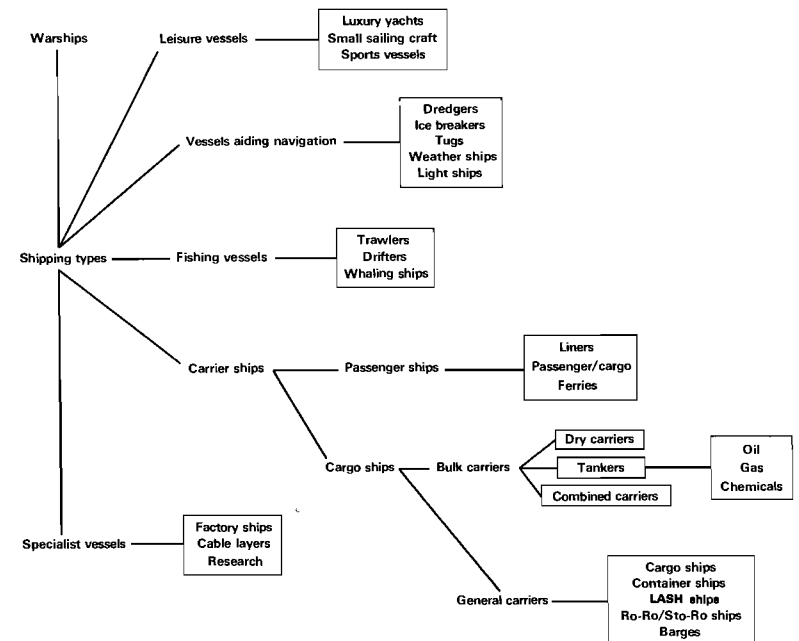 Warships
Leisure vessels
Luxury yachts
Small sailing craft
Sports vessels
Vessels aiding navigation
Dredgers
Ice breakers
Tugs
Weather ships
Light ships
Shipping types
Fishing vessels
Trawlers
Drifters
Whaling ships
Carrier ships
Passenger ships
Liners
Passenger/cargo
Ferries
Cargo ships
Bulk carriers
Dry carriers
Tankers
Combined carriers
Oil
Gas
Chemicals
Specialist vessels
Factory ships
Cable layers
Research
General carriers
Cargo ships
Container ships
LASH ships
Ro-Ro/Sto-Ro ships
Barges